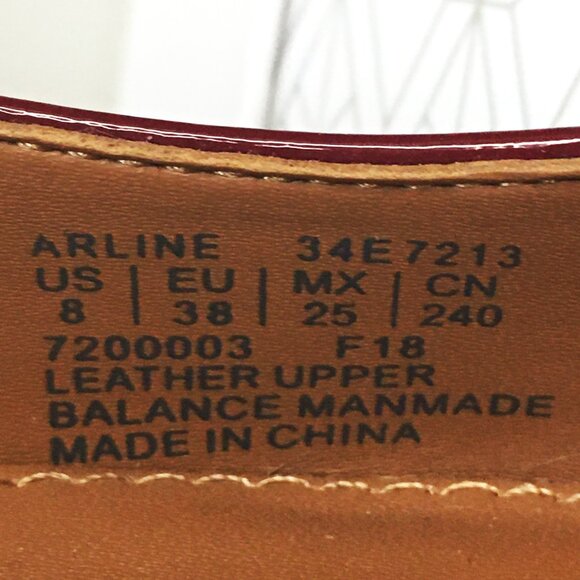 ARLINE 34E7213
US | EU | MX | CN
8 | 38 | 25 | 240
7200003 F18
LEATHER UPPER
BALANCE MANMADE
MADE IN CHINA